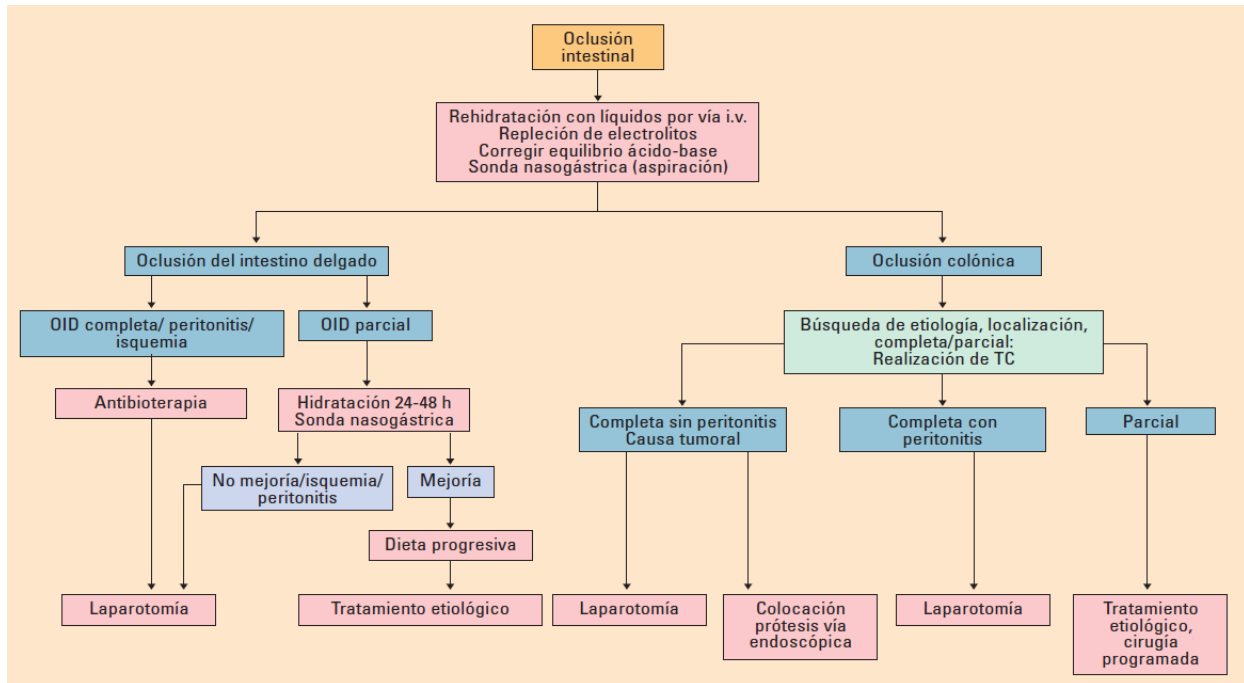 Oclusión
intestinal
Rehidratación con líquidos por vía i.v.
Repleción de electrolitos
Corregir equilibrio ácido-base
Sonda nasogástrica (aspiración)
Oclusión del intestino delgado
Oclusión colónica
OID completa/ peritonitis/
isquemia
OID parcial
Búsqueda de etiología, localización,
completa/parcial:
Realización de TC
Antibioterapia
Hidratación 24-48 h
Sonda nasogástrica
Completa sin peritonitis
Causa tumoral
Completa con
peritonitis
Parcial
No mejoría/isquemia/
peritonitis
Mejoría
Dieta progresiva
Laparotomía
Tratamiento etiológico
Laparotomía
Colocación
prótesis vía
endoscópica
Laparotomía
Tratamiento
etiológico,
cirugía
programada